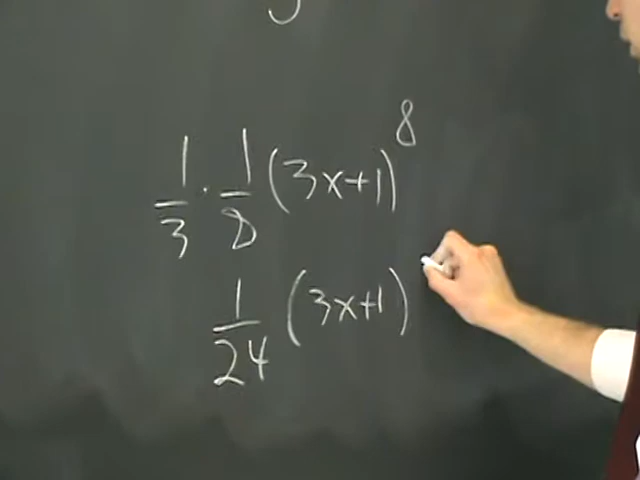 1/3 · 1/8 (3x+1)^8
1/24 (3x+1)